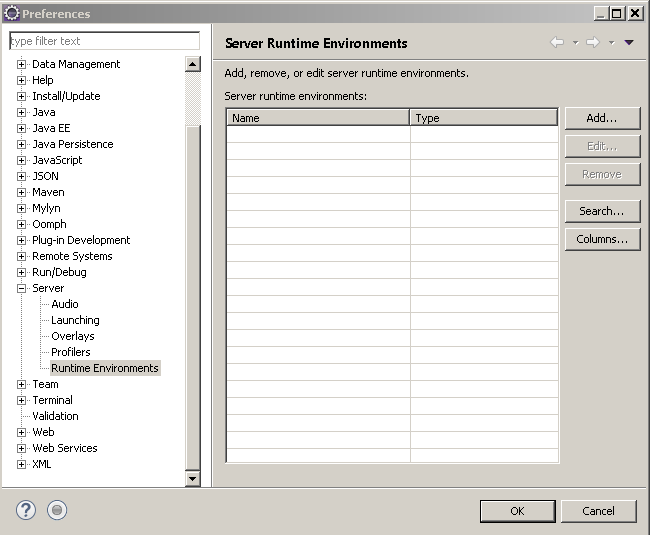 Preferences
type filter text
Data Management
Help
Install/Update
Java
Java EE
Java Persistence
JavaScript
JSON
Maven
Mylyn
Oomph
Plug-in Development
Remote Systems
Run/Debug
Server
Audio
Launching
Overlays
Profilers
Runtime Environments
Team
Terminal
Validation
Web
Web Services
XML
Server Runtime Environments
Add, remove, or edit server runtime environments.
Server runtime environments:
Name Type
Add...
Edit...
Remove
Search...
Columns...
?
OK Cancel